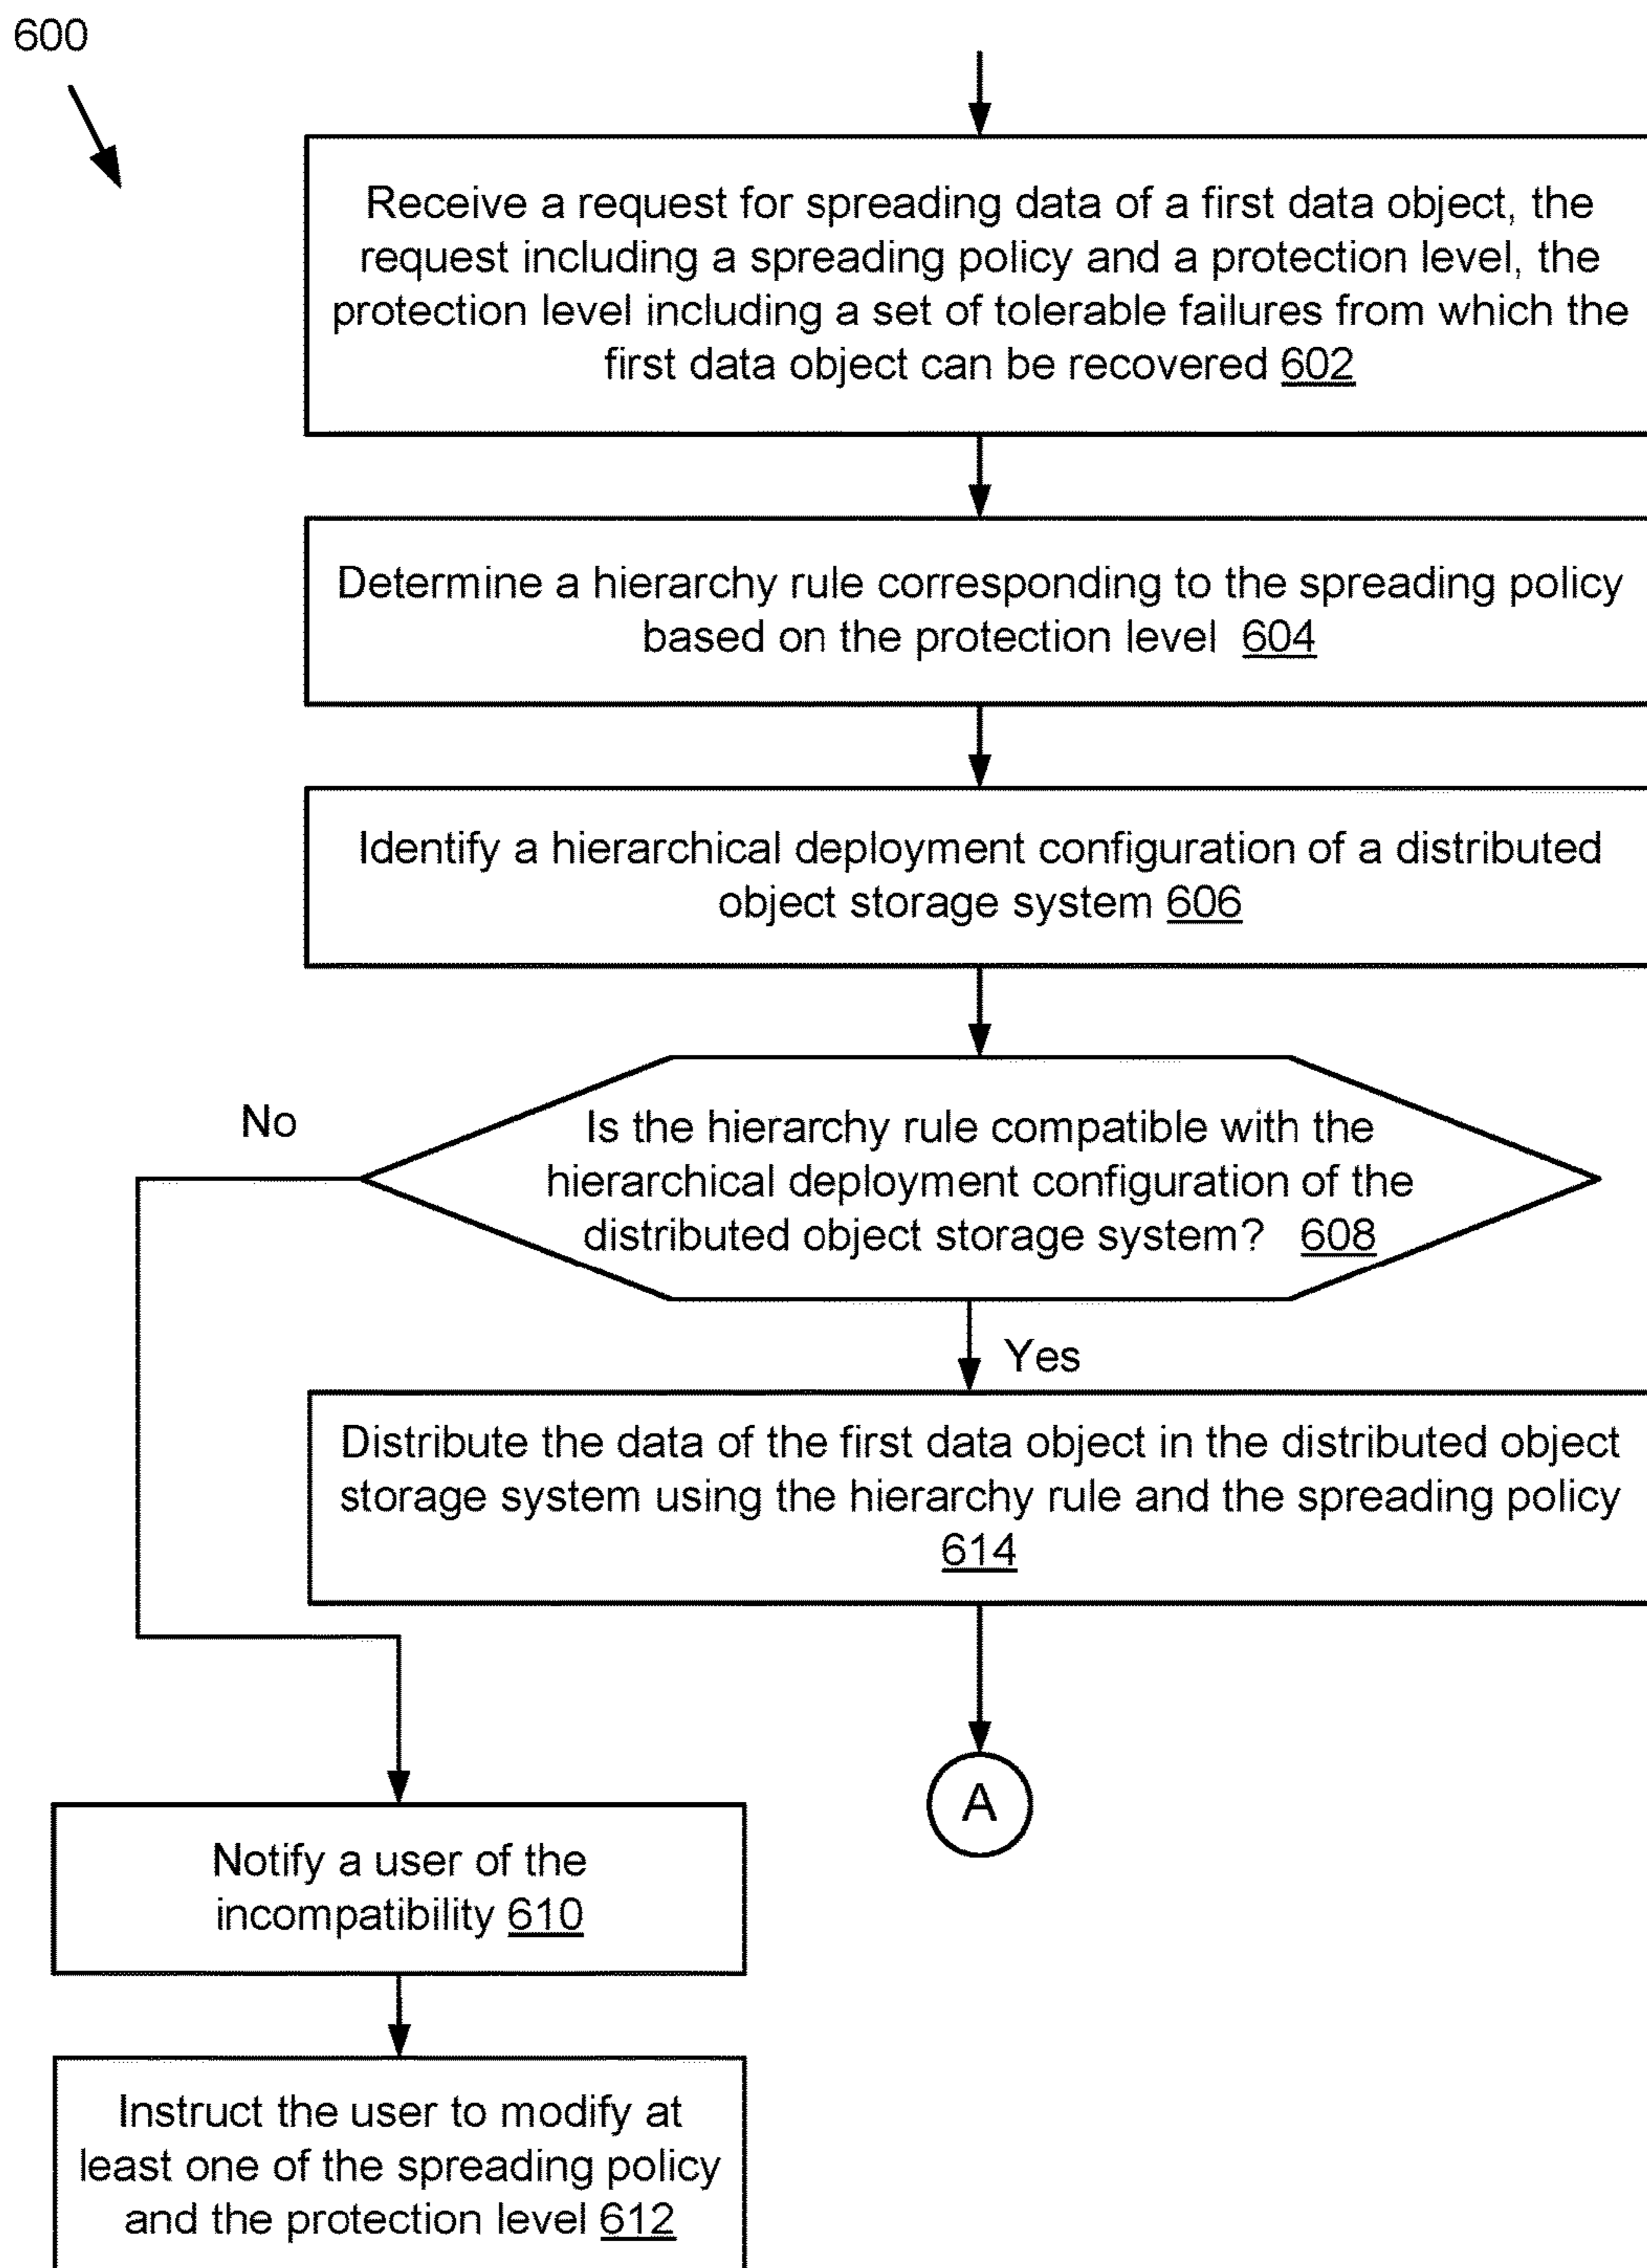 600
Receive a request for spreading data of a first data object, the
request including a spreading policy and a protection level, the
protection level including a set of tolerable failures from which the
first data object can be recovered 602
Determine a hierarchy rule corresponding to the spreading policy
based on the protection level 604
Identify a hierarchical deployment configuration of a distributed
object storage system 606
No
Is the hierarchy rule compatible with the
hierarchical deployment configuration of the
distributed object storage system? 608
Yes
Distribute the data of the first data object in the distributed object
storage system using the hierarchy rule and the spreading policy
614
A
Notify a user of the
incompatibility 610
Instruct the user to modify at
least one of the spreading policy
and the protection level 612